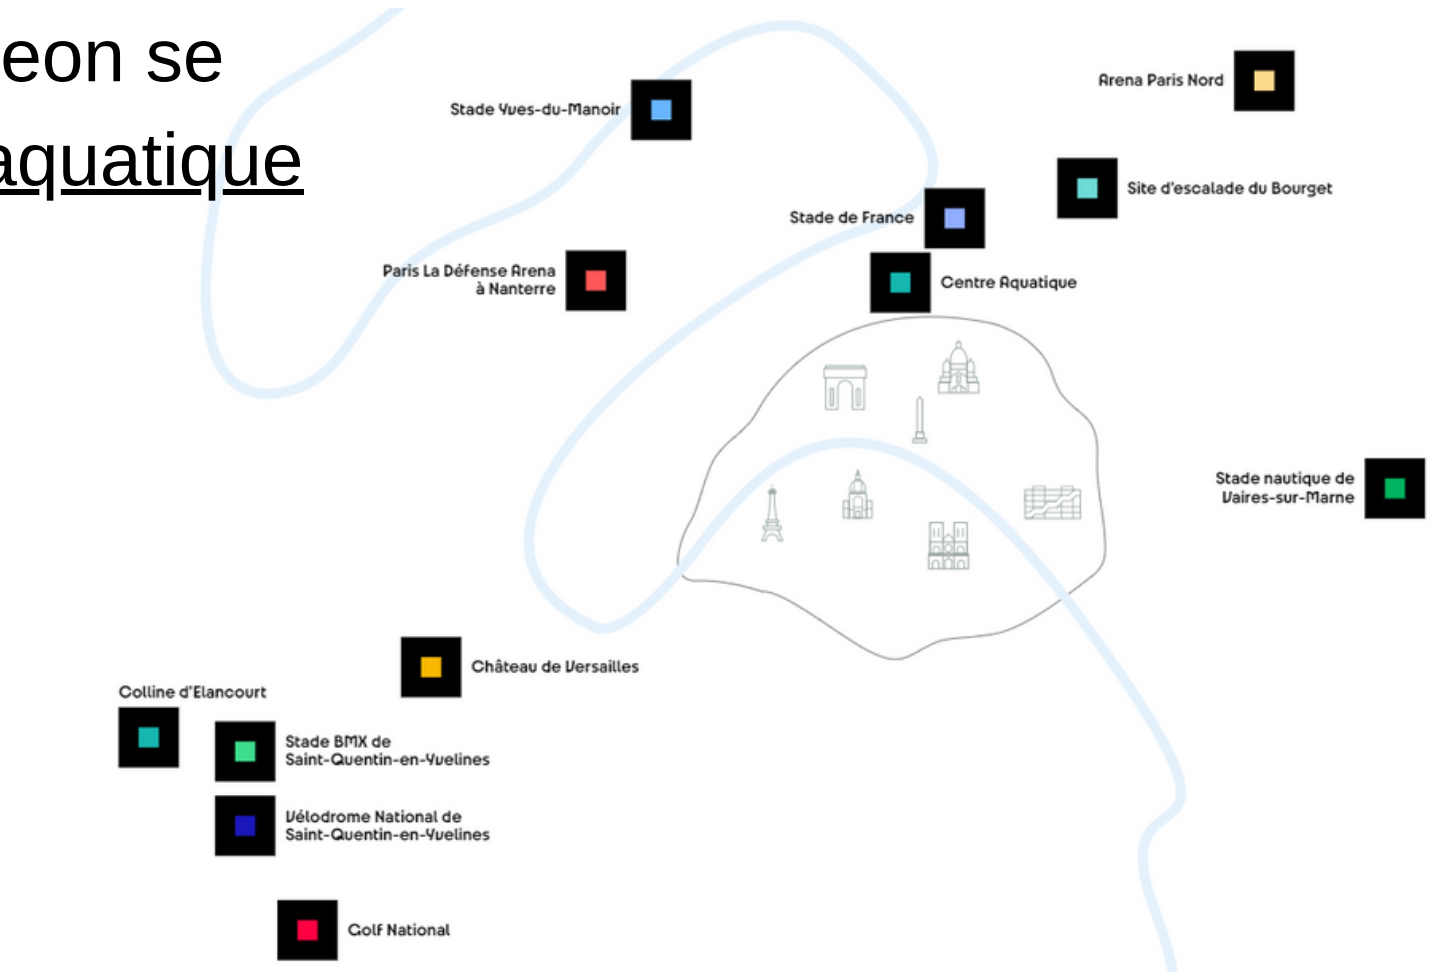 eon se
aquatique
Arena Paris Nord
Stade Yves-du-Manoir
Site d'escalade du Bourget
Stade de France
Paris La Défense Arena
à Nanterre
Centre Aquatique
Stade nautique de
Vaires-sur-Marne
Château de Versailles
Colline d'Elancourt
Stade BMX de
Saint-Quentin-en-Yvelines
Vélodrome National de
Saint-Quentin-en-Yvelines
Golf National